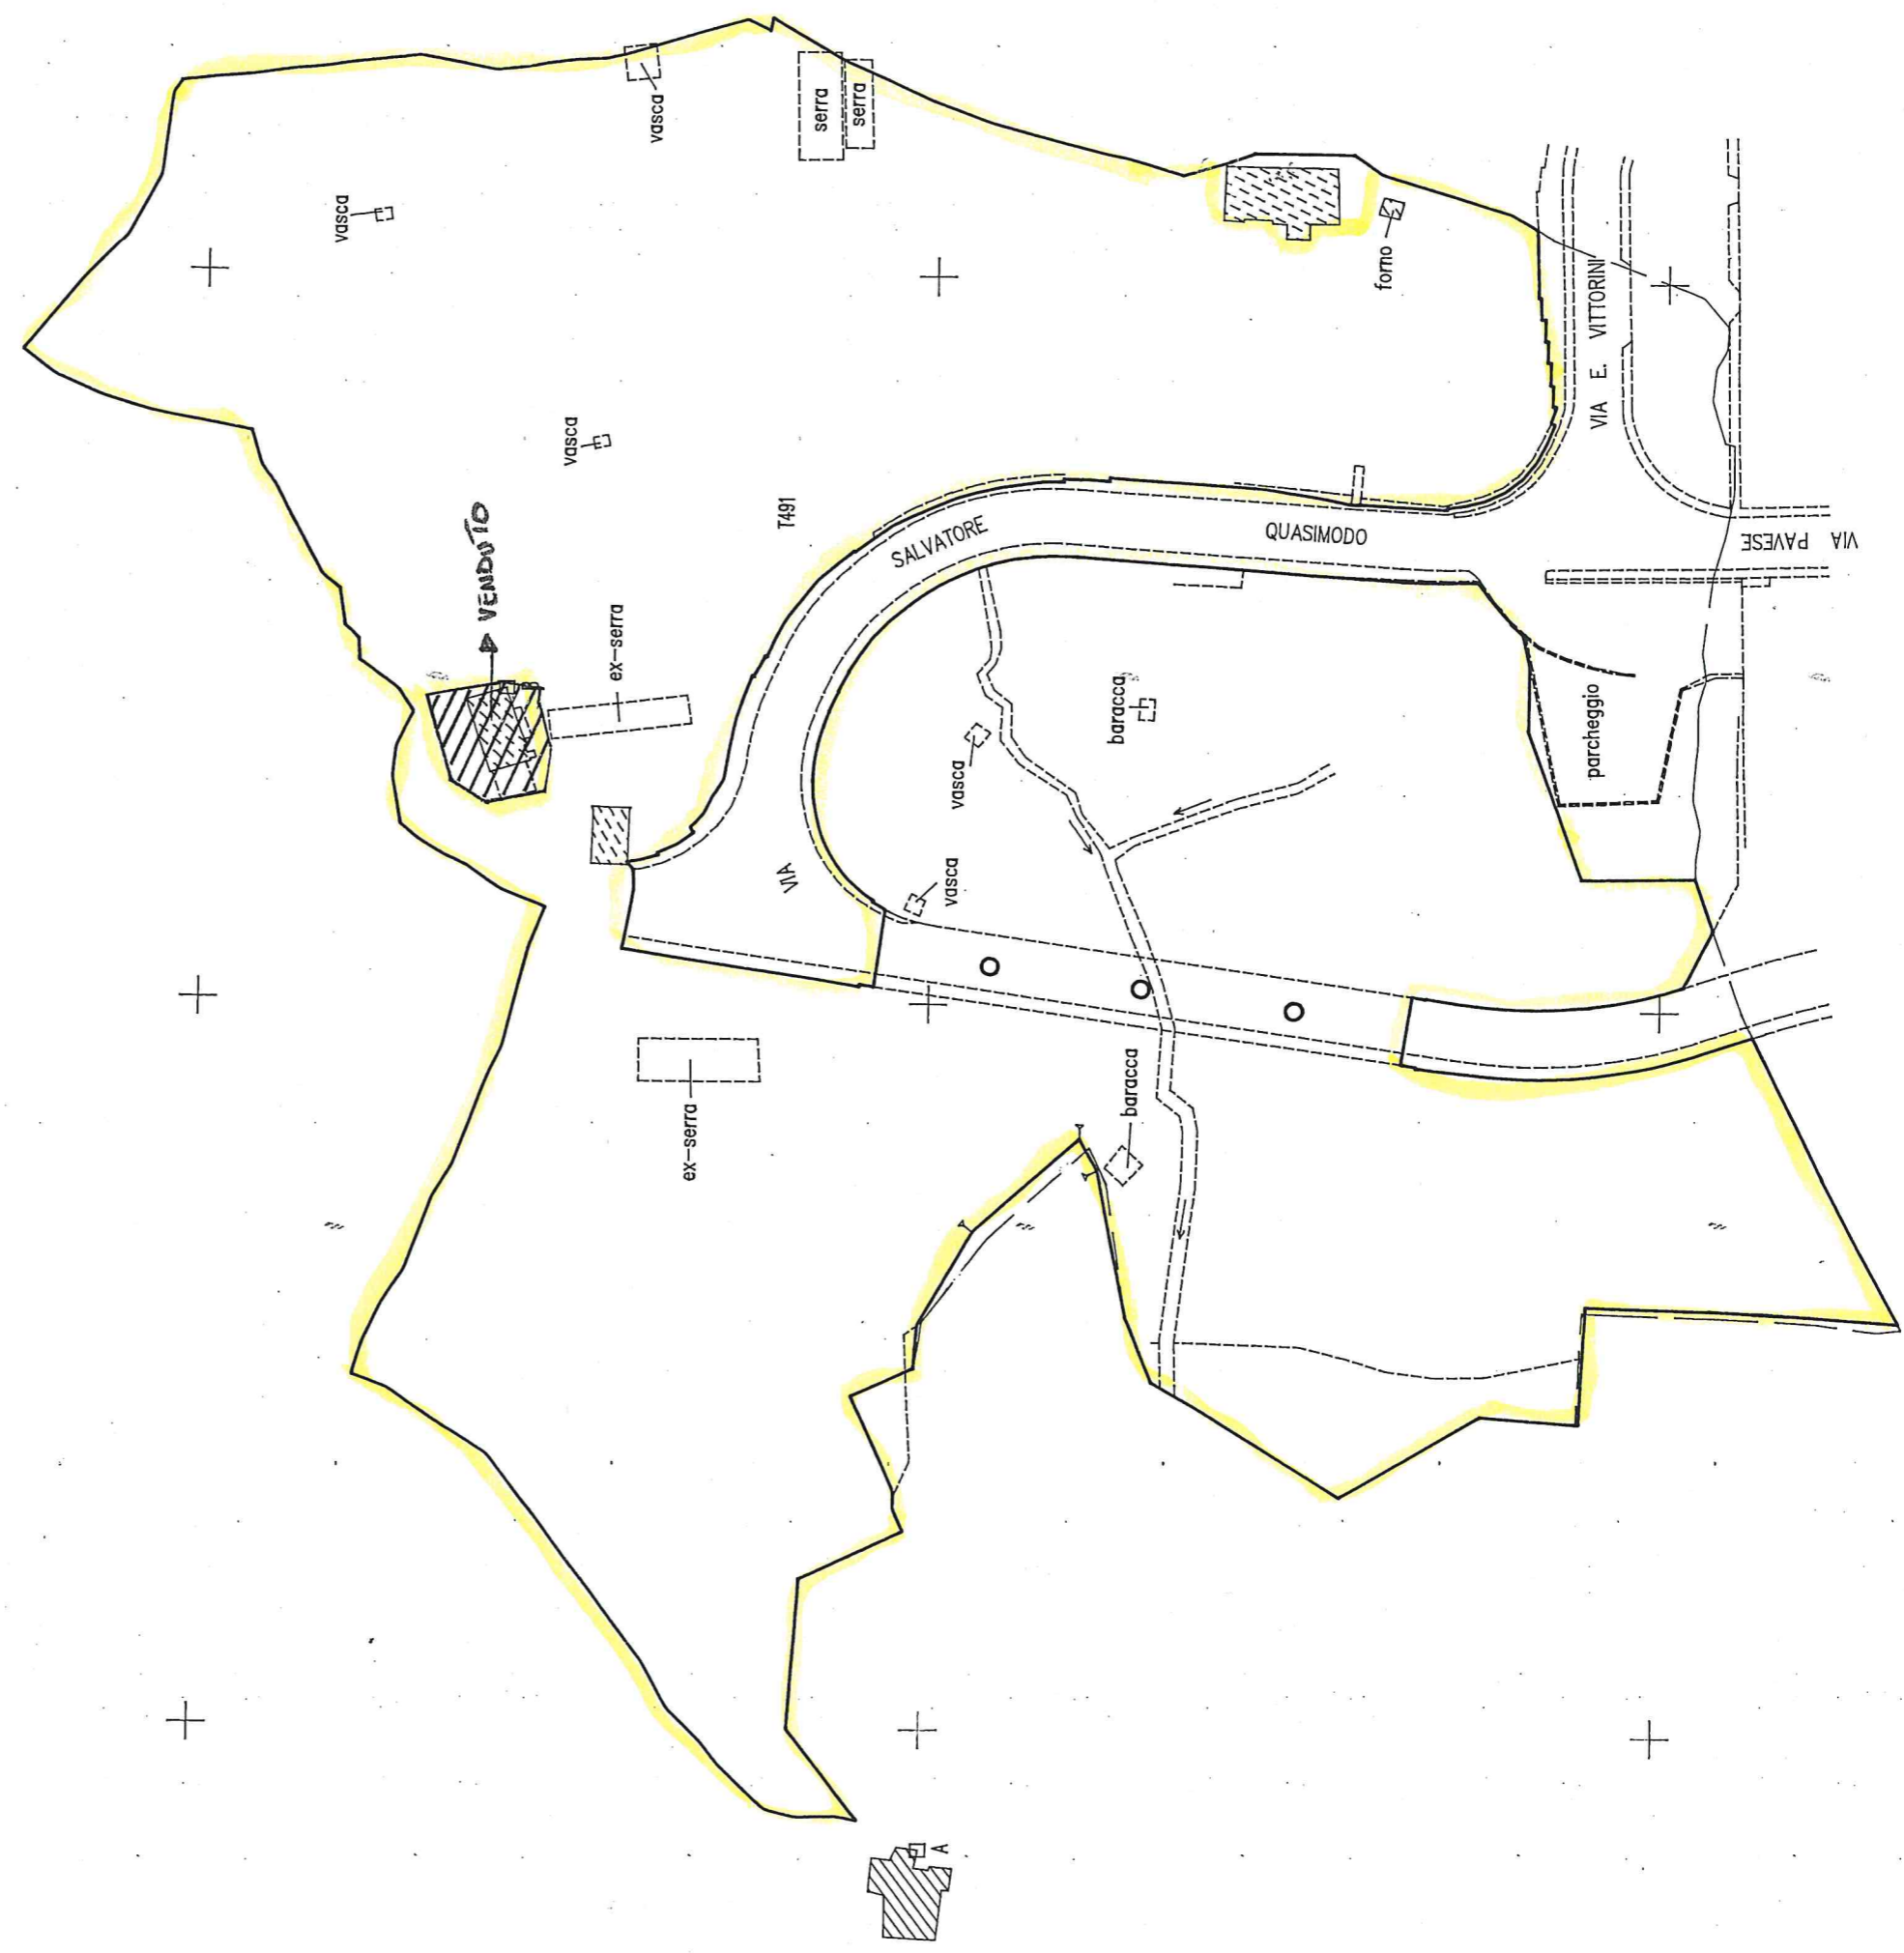 vasca
serra
serra
vasca
forno
VIA E. VITTORINI
vasca
VENDUTO
T491
SALVATORE
QUASIMODO
VIA PAVESE
ex-serra
B
baracca
parcheggio
vasca
VIA
vasca
baracca
ex-serra
A